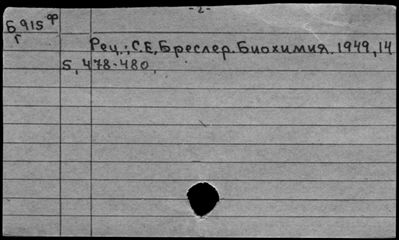 -2-
Б 915 ф
г
Рец.: С.Е. Бреслер. Биохимия. 1949, 14
5, 478-480.